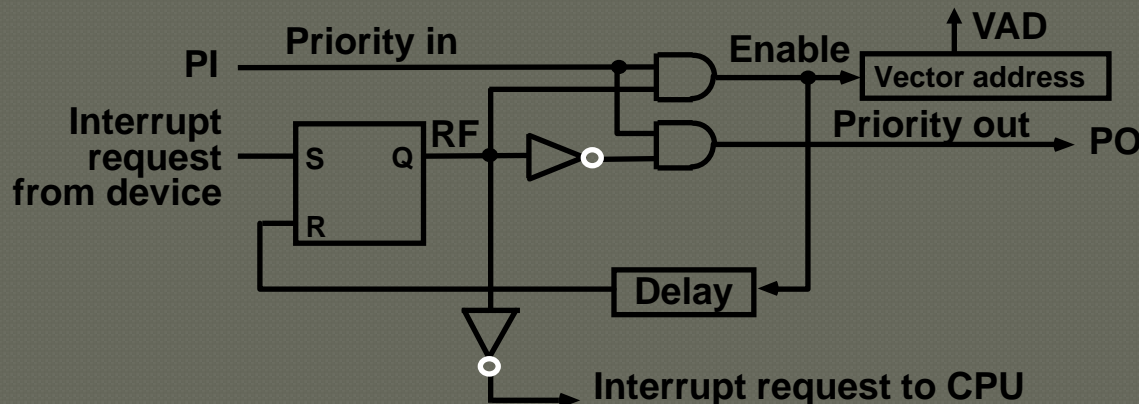 VAD
Priority in
Enable
PI
Vector address
Interrupt
request
from device
RF
Priority out
PO
S
Q
R
Delay
Interrupt request to CPU